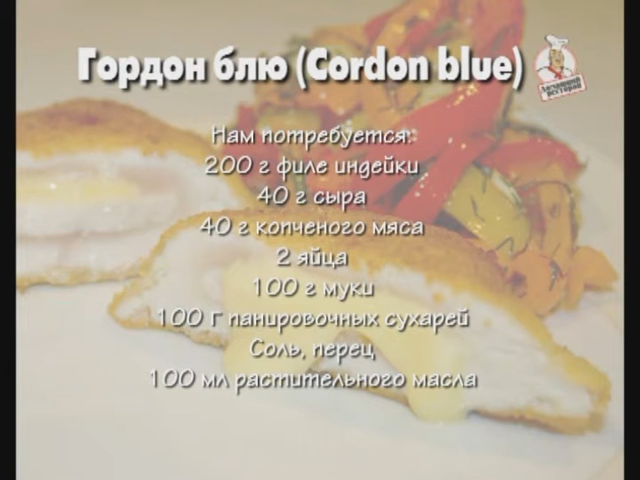 Гордон блю (Cordon blue)
Нам потребуется:
200 г филе индейки
40 г сыра
40 г копченого мяса
2 яйца
100 г муки
100 г панировочных сухарей
Соль, перец
100 мл растительного масла